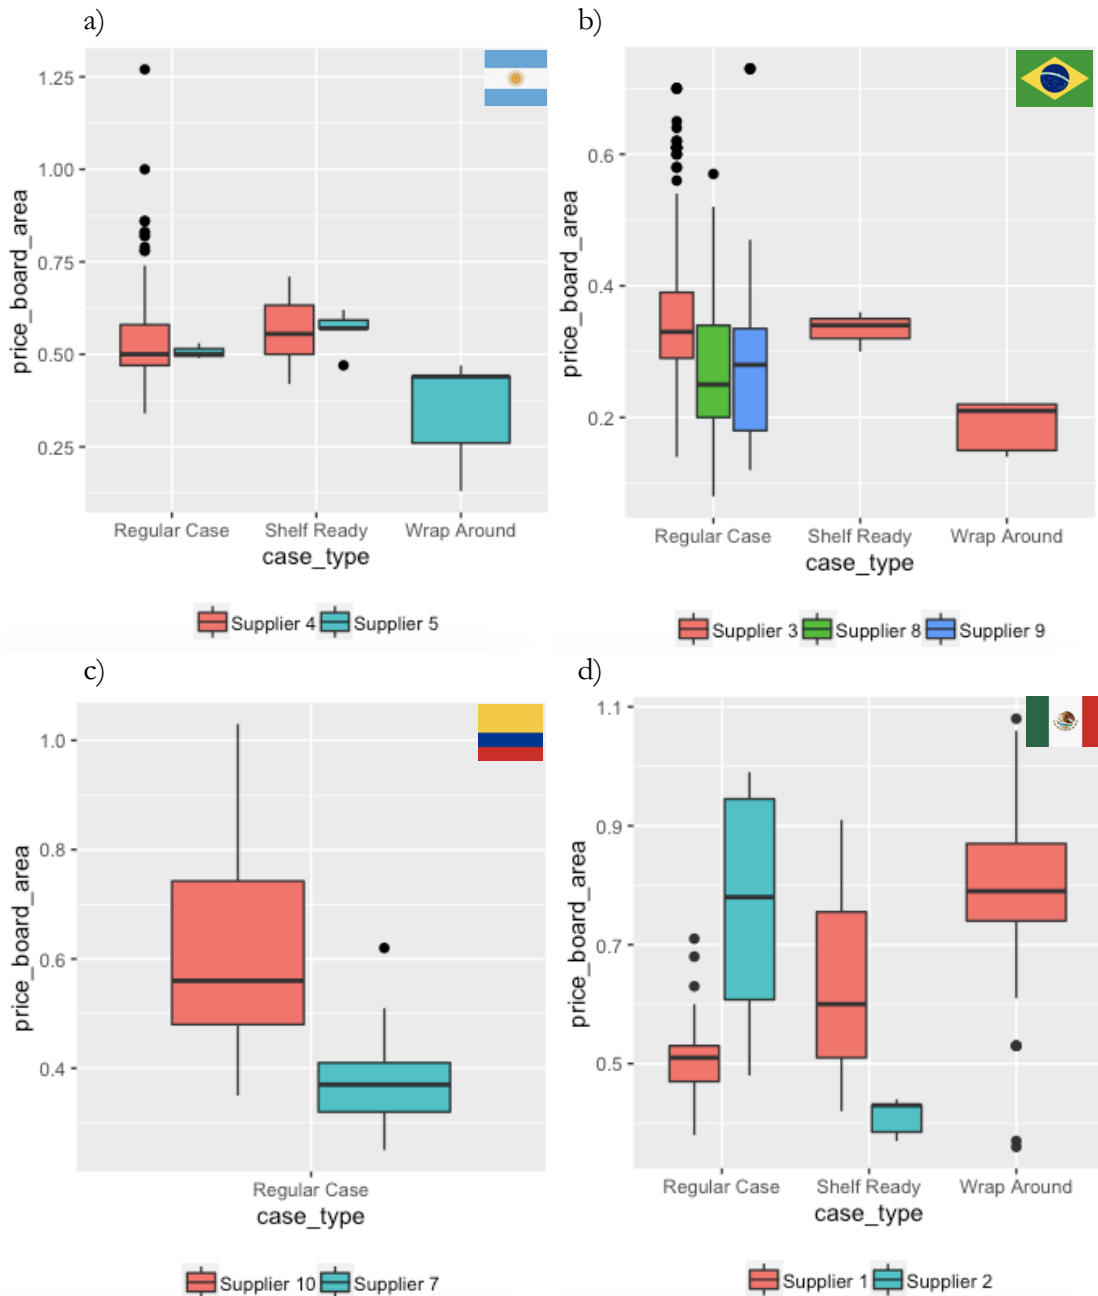 a)
1.25
1.00
0.75
0.50
0.25
price_board_area
Regular Case Shelf Ready Wrap Around
case_type
Supplier 4 Supplier 5
b)
0.6
0.4
0.2
price_board_area
Regular Case Shelf Ready Wrap Around
case_type
Supplier 3 Supplier 8 Supplier 9
c)
1.0
0.8
0.6
0.4
price_board_area
Regular Case
case_type
Supplier 10 Supplier 7
d)
1.1
0.9
0.7
0.5
price_board_area
Regular Case Shelf Ready Wrap Around
case_type
Supplier 1 Supplier 2